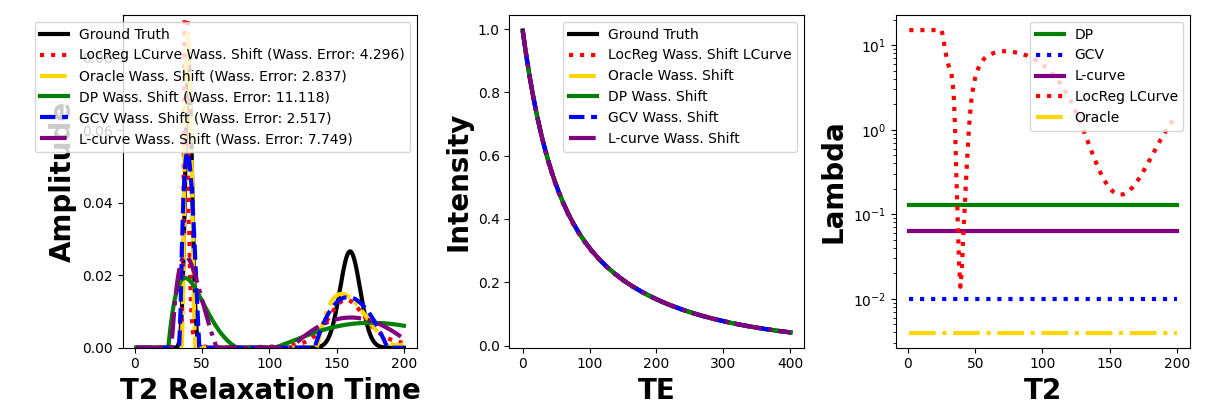 Amplitude
0.00
0.02
0.04
0.06
0.08
Ground Truth
LocReg LCurve Wass. Shift (Wass. Error: 4.296)
Oracle Wass. Shift (Wass. Error: 2.837)
DP Wass. Shift (Wass. Error: 11.118)
GCV Wass. Shift (Wass. Error: 2.517)
L-curve Wass. Shift (Wass. Error: 7.749)
0 50 100 150 200
T2 Relaxation Time
Intensity
1.0
0.8
0.6
0.4
0.2
0.0
Ground Truth
LocReg Wass. Shift LCurve
Oracle Wass. Shift
DP Wass. Shift
GCV Wass. Shift
L-curve Wass. Shift
0 100 200 300 400
TE
Lambda
10¹
10⁰
10⁻¹
10⁻²
DP
GCV
L-curve
LocReg LCurve
Oracle
0 50 100 150 200
T2